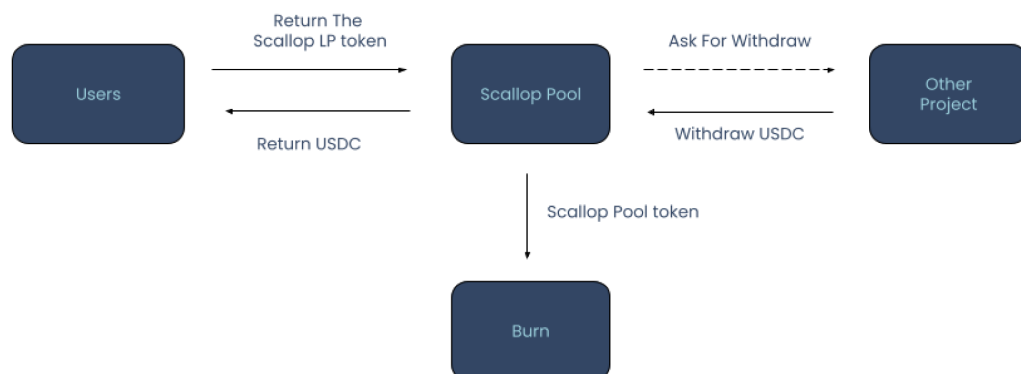 Return The
Scallop LP token
Ask For Withdraw
Users
Scallop Pool
Other
Project
Return USDC
Withdraw USDC
Scallop Pool token
Burn